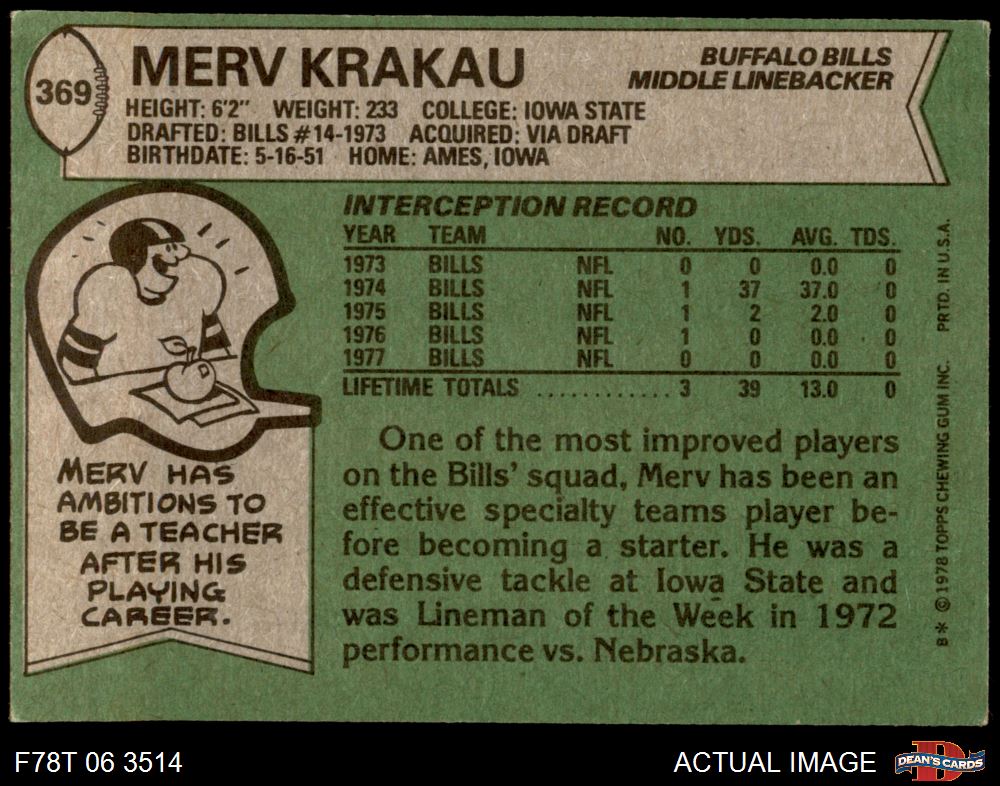 369
MERV KRAKAU
BUFFALO BILLS
MIDDLE LINEBACKER
HEIGHT: 6'2" WEIGHT: 233 COLLEGE: IOWA STATE
DRAFTED: BILLS #14-1973 ACQUIRED: VIA DRAFT
BIRTHDATE: 5-16-51 HOME: AMES, IOWA
INTERCEPTION RECORD
YEAR TEAM NO. YDS. AVG. TDS.
1973 BILLS NFL 0 0 0.0 0
1974 BILLS NFL 1 37 37.0 0
1975 BILLS NFL 1 2 2.0 0
1976 BILLS NFL 1 0 0.0 0
1977 BILLS NFL 0 0 0.0 0
LIFETIME TOTALS ............ 3 39 13.0 0
One of the most improved players
on the Bills' squad, Merv has been an
effective specialty teams player be-
fore becoming a starter. He was a
defensive tackle at Iowa State and
was Lineman of the Week in 1972
performance vs. Nebraska.
MERV HAS
AMBITIONS TO
BE A TEACHER
AFTER HIS
PLAYING
CAREER.
B* © 1978 TOPPS CHEWING GUM INC. PRTD. IN U.S.A.
F78T 06 3514
ACTUAL IMAGE
D
DEAN'S CARDS